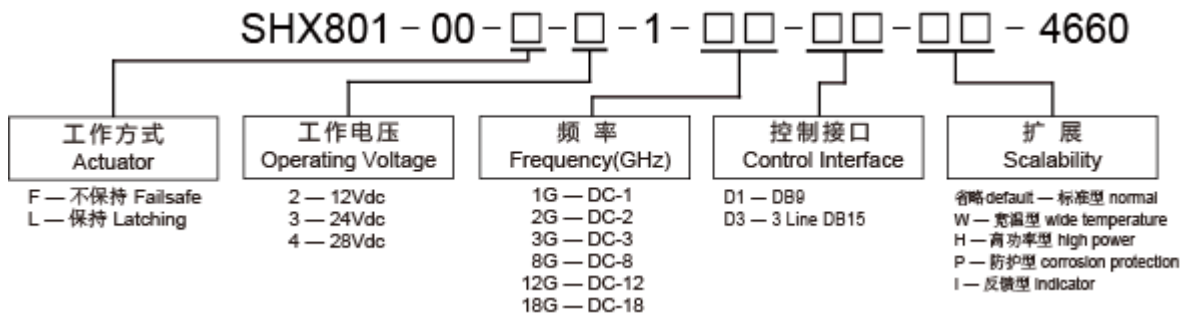 SHX801-00-□-□-1-□□-□□-□□-4660
工作方式
Actuator
F — 不保持 Failsafe
L — 保持 Latching
工作电压
Operating Voltage
2 — 12Vdc
3 — 24Vdc
4 — 28Vdc
频 率
Frequency(GHz)
1G — DC-1
2G — DC-2
3G — DC-3
8G — DC-8
12G — DC-12
18G — DC-18
控制接口
Control Interface
D1 — DB9
D3 — 3 Line DB15
扩 展
Scalability
省略default — 标准型 normal
W — 宽温型 wide temperature
H — 高功率型 high power
P — 防护型 corrosion protection
I — 反馈型 Indicator